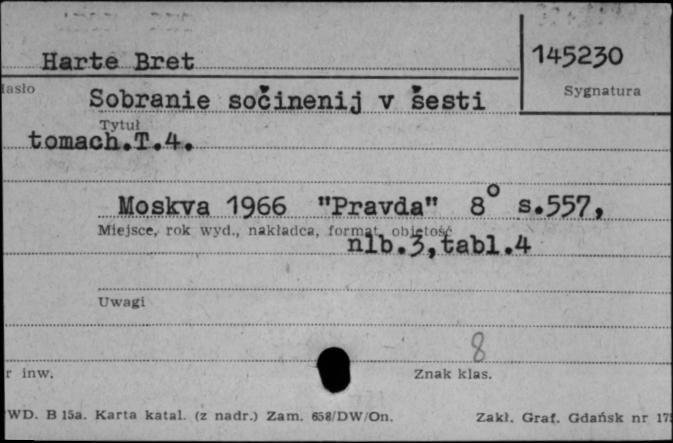 Harte Bret
145230
Sygnatura
Sobranie sočinenij v šesti
Tytuł
tomach.T.4.
Moskva 1966 "Pravda" 8° s.557,
Miejsce, rok wyd., nakładca, format, objętość
nlb.3,tabl.4
Uwagi
8
r inw.
Znak klas.
WD. B 15a. Karta katal. (z nadr.) Zam. 658/DW/On.
Zakł. Graf. Gdańsk nr